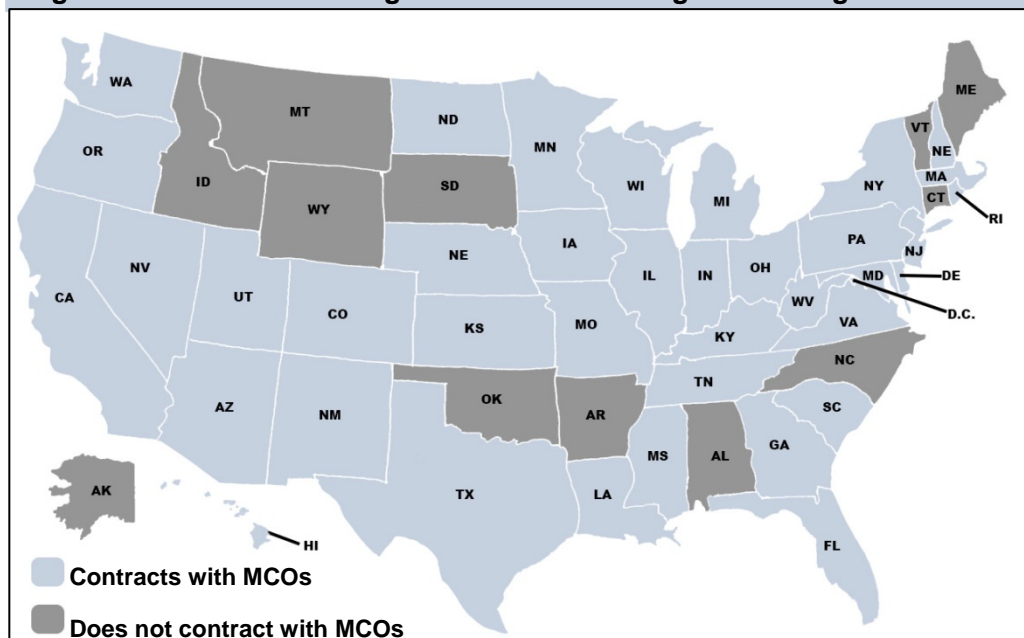 WA
MT
ND
MN
ME
VT
NE
OR
ID
SD
WI
MI
NY
MA
CT
RI
WY
NE
IA
IL
IN
OH
PA
NJ
NV
UT
CO
KS
MO
KY
WV
MD
DE
D.C.
VA
CA
AZ
NM
OK
AR
TN
NC
SC
MS
AL
GA
AK
HI
TX
LA
FL
Contracts with MCOs
Does not contract with MCOs